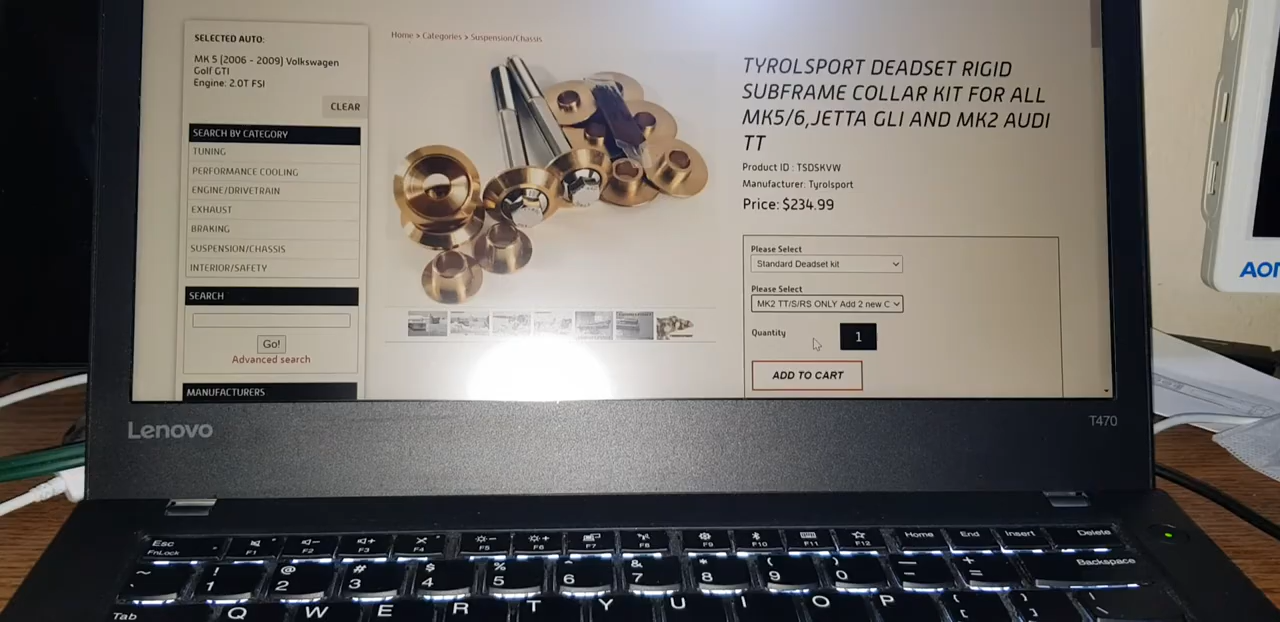 SELECTED AUTO:
MK 5 (2006 - 2009) Volkswagen
Golf GTI
Engine: 2.0T FSI
CLEAR
SEARCH BY CATEGORY
TUNING
PERFORMANCE COOLING
ENGINE/DRIVETRAIN
EXHAUST
BRAKING
SUSPENSION/CHASSIS
INTERIOR/SAFETY
SEARCH
Go!
Advanced search
MANUFACTURERS
Home > Categories > Suspension/Chassis
TYROLSPORT DEADSET RIGID
SUBFRAME COLLAR KIT FOR ALL
MK5/6,JETTA GLI AND MK2 AUDI
TT
Product ID : TSDSKVW
Manufacturer: Tyrolsport
Price: $234.99
Please Select
Standard Deadset kit
Please Select
MK2 TT/S/RS ONLY Add 2 new C
Quantity
1
ADD TO CART
AO
Lenovo
T470
Esc
FnLock
F1
F2
F3
F4
F5
F6
F7
F8
F9
F10
F11
F12
Home
End
Insert
Delete
~ ! @ # $ % ^ & * ( ) — +
` 1 2 3 4 5 6 7 8 9 0 - =
Backspace
Tab
Q W E R T Y U I O P { }
[ ] \